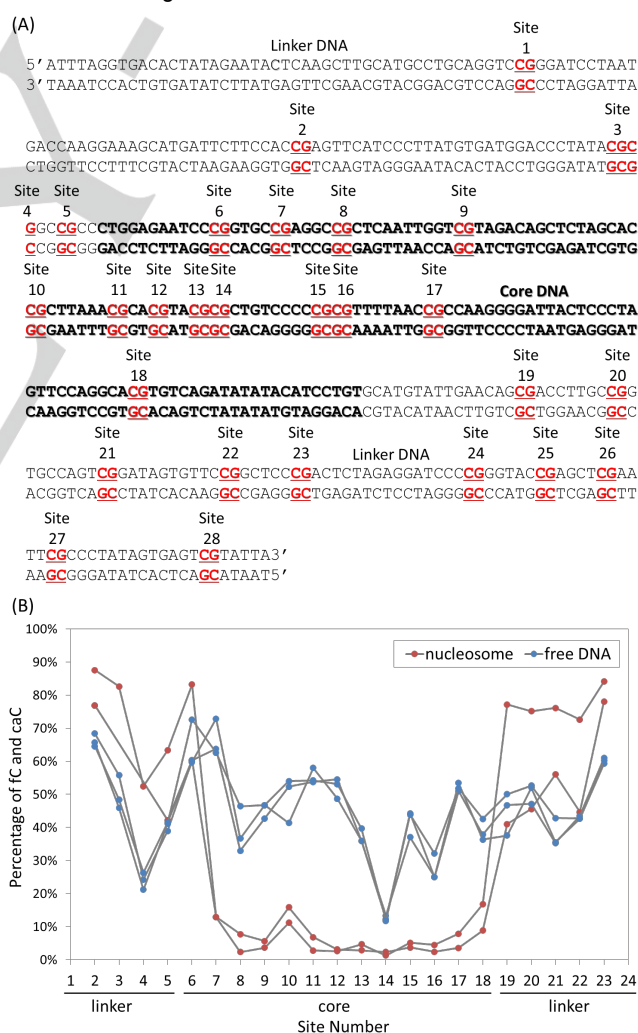 (A)
Linker DNA
Site
1
5’ATTTAGGTGACACTATAGAATACTCAAGCTTGCATGCCTGCAGGTCCGGGATCCTAAT
3’TAAATCCACTGTGATATCTTATGAGTTCGAACGTACGGACGTCCAGGCCCTAGGATTA
Site Site
2 3
GACCAAGGAAAGCATGATTCTTCCACCGAGTTCATCCCTTATGTGATGGACCCTATACGC
CTGGTTCCTTTCGTACTAAGAAGGTGGCTCAAGTAGGGAATACACTACCTGGGATATGCG
Site Site Site Site Site Site
4 5 6 7 8 9
GGCCGCCCTGGAGAATCCCGGTGCCGAGGCCGCTCAATTGGTCGTAGACAGCTCTAGCAC
CCGGCGGGACCTCTTAGGGCCACGGCTCCGGCGAGTTAACCAGCATCTGTCGAGATCGTG
Site Site Site Site Site Site Site Site
10 11 12 13 14 15 16 17 Core DNA
CGCTTAAACGCACGTACGCGCTGTCCCCCGCGTTTTAACCGCCAAGGGGATTACTCCCTA
GCGAATTTGCGTGCATGCGCGACAGGGGGCGCAAAATTGGCGGTTCCCCTAATGAGGGAT
Site Site Site
18 19 20
GTTCCAGGCACGTGTCAGATATATACATCCTGTGCATGTATTGAACAGCGACCTTGCCGG
CAAGGTCCGTGCACAGTCTATATATGTAGGACACGTACATAACTTGTCGCTGGAACGGCC
Site Site Site Site Site Site
21 22 23 Linker DNA 24 25 26
TGCCAGTCGGATAGTGTTCCGGCTCCCGACTCTAGAGGATCCCCGGGTACCGAGCTCGAA
ACGGTCAGCCTATCACAAGGCCGAGGGCTGAGATCTCCTAGGGGCCCATGGCTCGAGCTT
Site Site
27 28
TTCGCCCTATAGTGAGTCGTATTA3’
AAGCGGGATATCACTCAGCATAAT5’
(B)
nucleosome free DNA
100%
90%
80%
70%
60%
50%
40%
30%
20%
10%
0%
Percentage of fC and caC
1 2 3 4 5 6 7 8 9 10 11 12 13 14 15 16 17 18 19 20 21 22 23 24
linker core linker
Site Number